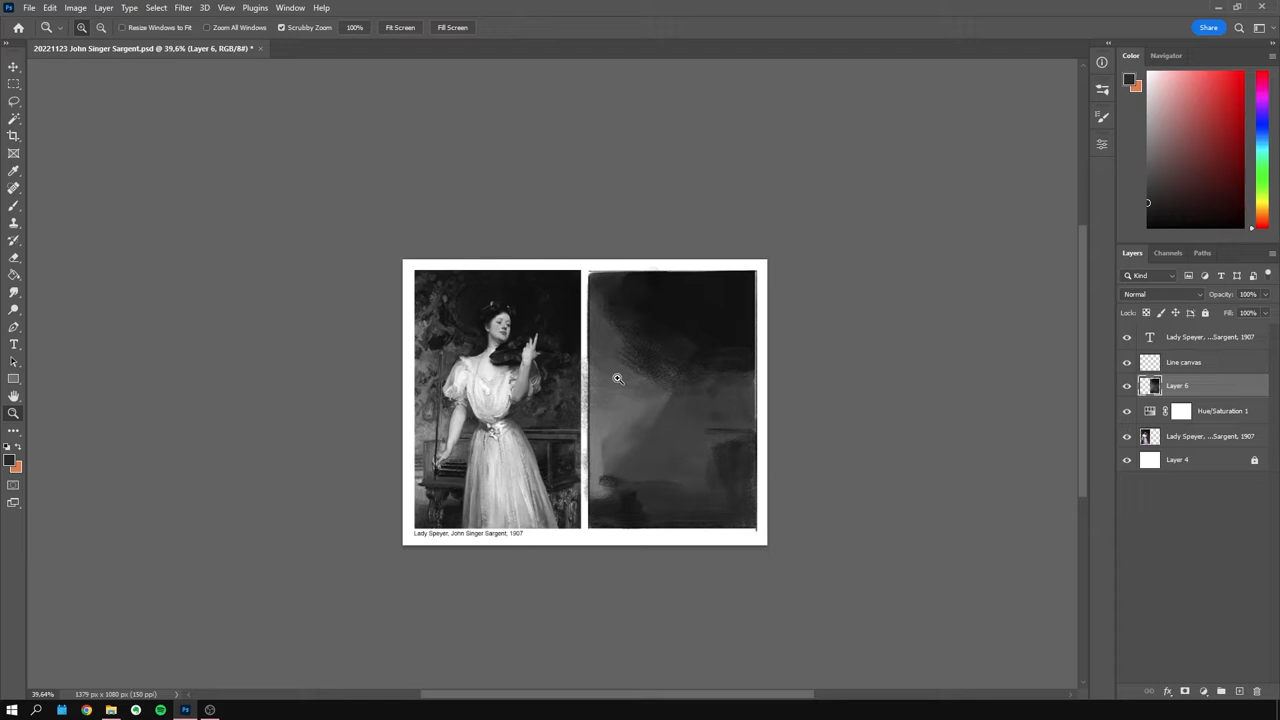 File Edit Image Layer Type Select Filter 3D View Plugins Window Help
Resize Windows to Fit Zoom All Windows Scrubby Zoom 100% Fit Screen Fill Screen Share
20221123 John Singer Sargent.psd @ 39,6% (Layer 6, RGB/8#) *
Color Navigator
Layers Channels Paths
Kind
Normal Opacity: 100%
Lock: Fill: 100%
Lady Speyer, ...Sargent, 1907
Line canvas
Layer 6
Hue/Saturation 1
Lady Speyer, ...Sargent, 1907
Layer 4
Lady Speyer, John Singer Sargent, 1907
39,64% 1379 px x 1080 px (150 ppi)